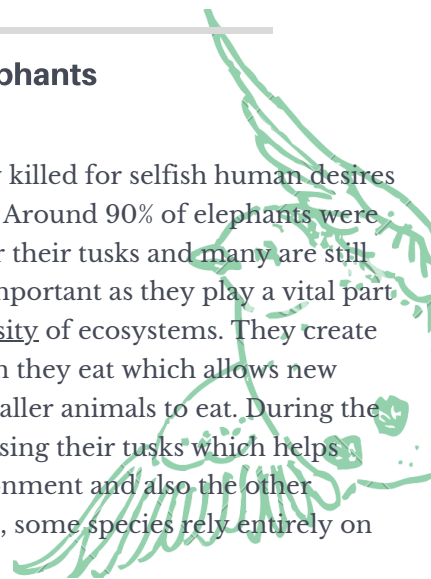 phants
killed for selfish human desires
Around 90% of elephants were
their tusks and many are still
mportant as they play a vital part
sity of ecosystems. They create
they eat which allows new
aller animals to eat. During the
sing their tusks which helps
onment and also the other
, some species rely entirely on